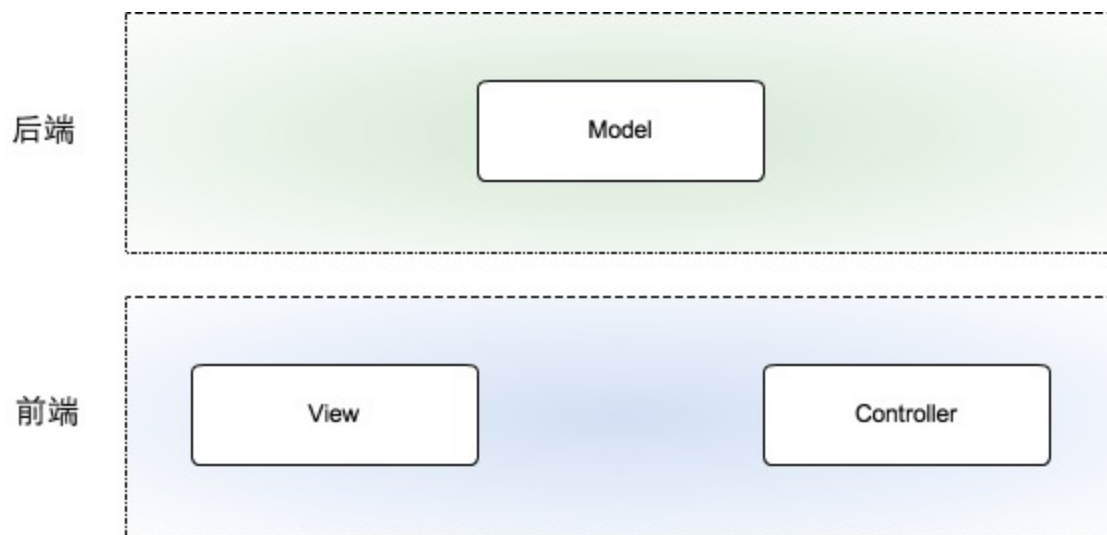 后端
Model
前端
View
Controller